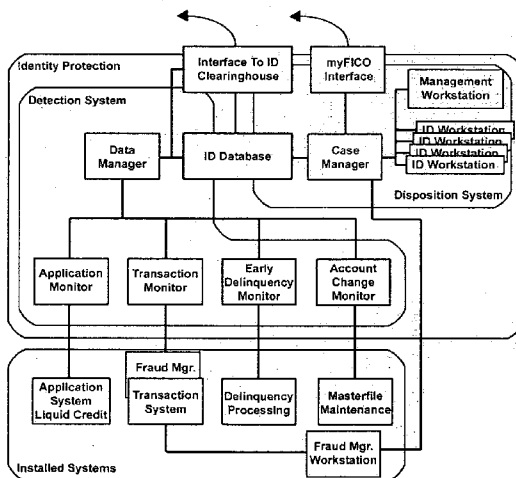 Identity Protection
Interface To ID
Clearinghouse
myFICO
Interface
Management
Workstation
Detection System
Data
Manager
ID Database
Case
Manager
ID Workstation
ID Workstation
ID Workstation
ID Workstation
Disposition System
Application
Monitor
Transaction
Monitor
Early
Delinquency
Monitor
Account
Change
Monitor
Fraud Mgr.
Application
System
Liquid Credit
Transaction
System
Delinquency
Processing
Masterfile
Maintenance
Fraud Mgr.
Workstation
Installed Systems